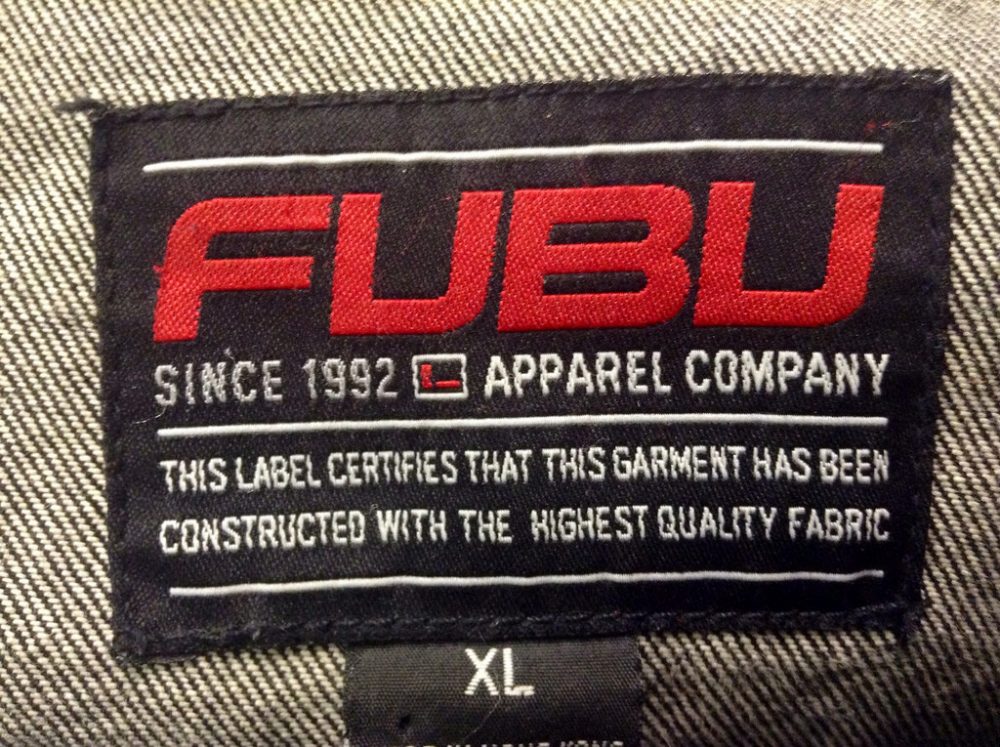 FUBU
SINCE 1992 APPAREL COMPANY
THIS LABEL CERTIFIES THAT THIS GARMENT HAS BEEN
CONSTRUCTED WITH THE HIGHEST QUALITY FABRIC
XL